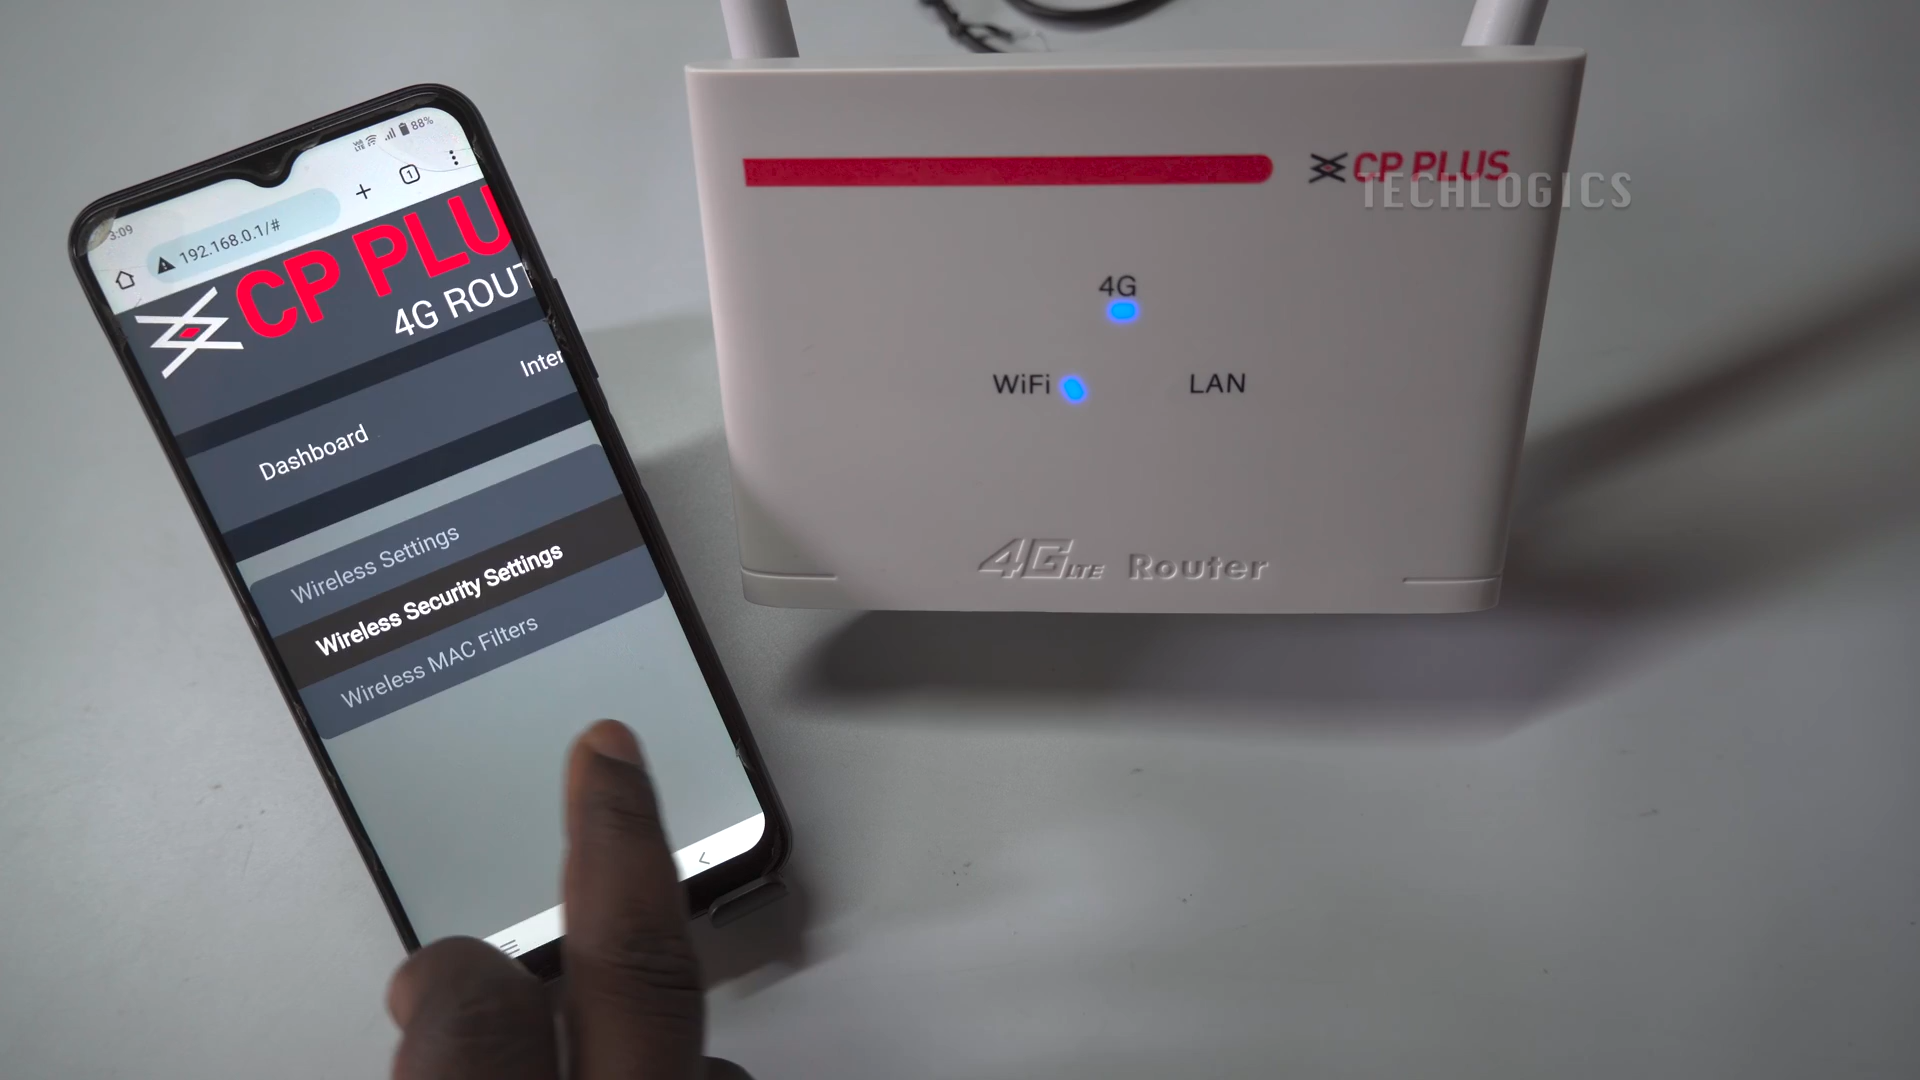 3:09
88%
192.168.0.1/#
1
CP PLU
4G ROUT
Inter
Dashboard
Wireless Settings
Wireless Security Settings
Wireless MAC Filters
CP PLUS
TECHLOGICS
4G
WiFi
LAN
4G LTE Router